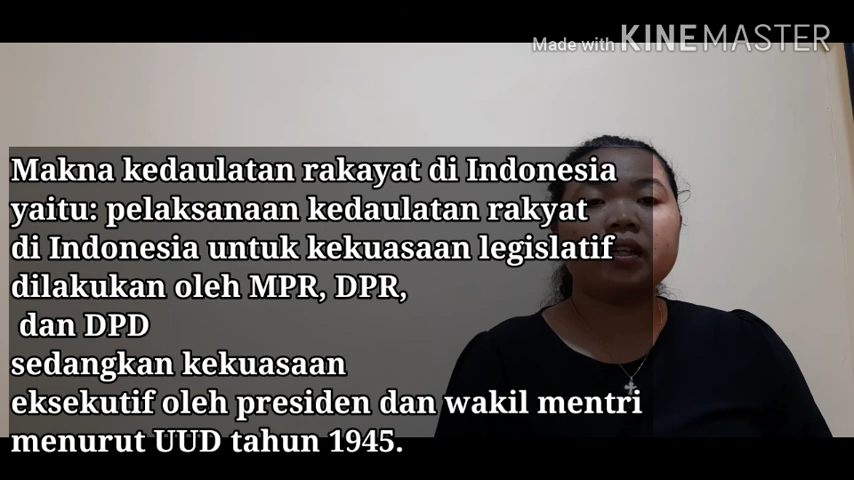 Made with KINEMASTER
Makna kedaulatan rakayat di Indonesia
yaitu: pelaksanaan kedaulatan rakyat
di Indonesia untuk kekuasaan legislatif
dilakukan oleh MPR, DPR,
dan DPD
sedangkan kekuasaan
eksekutif oleh presiden dan wakil mentri
menurut UUD tahun 1945.